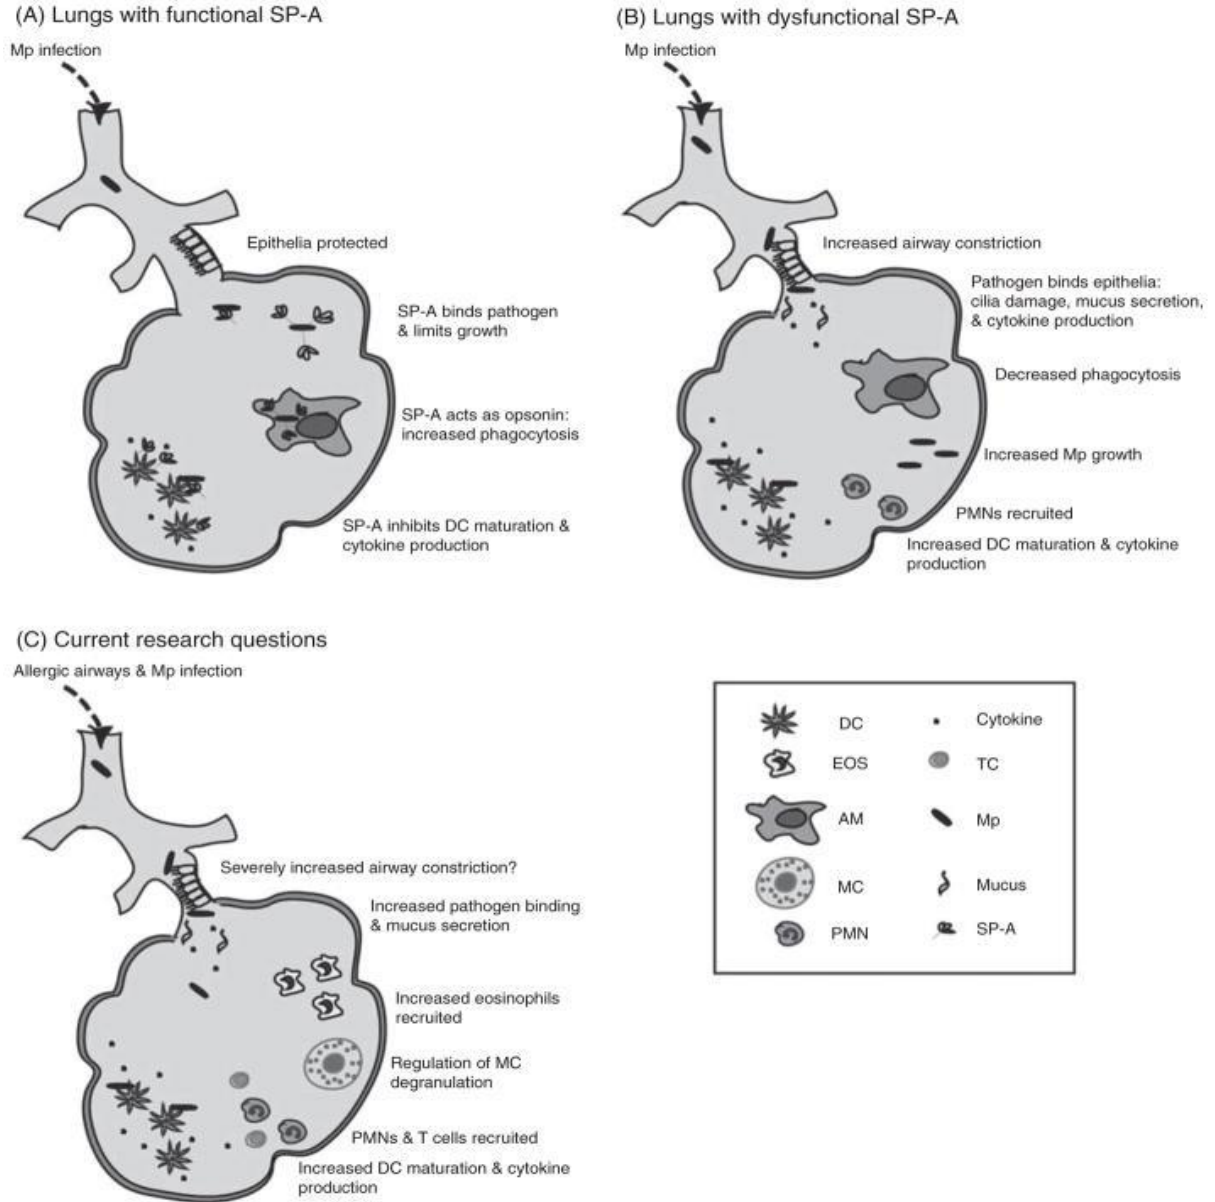 (A) Lungs with functional SP-A
Mp infection
Epithelia protected
SP-A binds pathogen
& limits growth
SP-A acts as opsonin:
increased phagocytosis
SP-A inhibits DC maturation &
cytokine production
(B) Lungs with dysfunctional SP-A
Mp infection
Increased airway constriction
Pathogen binds epithelia:
cilia damage, mucus secretion,
& cytokine production
Decreased phagocytosis
Increased Mp growth
PMNs recruited
Increased DC maturation & cytokine
production
(C) Current research questions
Allergic airways & Mp infection
Severely increased airway constriction?
Increased pathogen binding
& mucus secretion
Increased eosinophils
recruited
Regulation of MC
degranulation
PMNs & T cells recruited
Increased DC maturation & cytokine
production
DC
Cytokine
EOS
TC
AM
Mp
MC
Mucus
PMN
SP-A